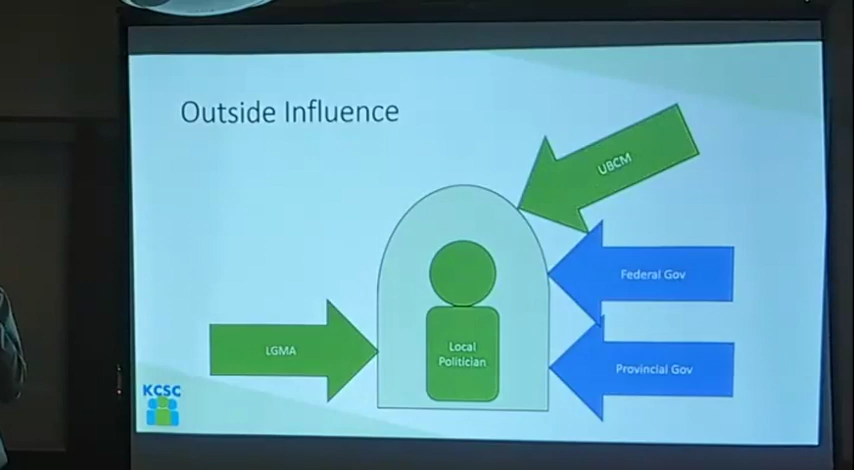 Outside Influence
UBCM
Federal Gov
LGMA
Local
Politician
Provincial Gov
KCSC